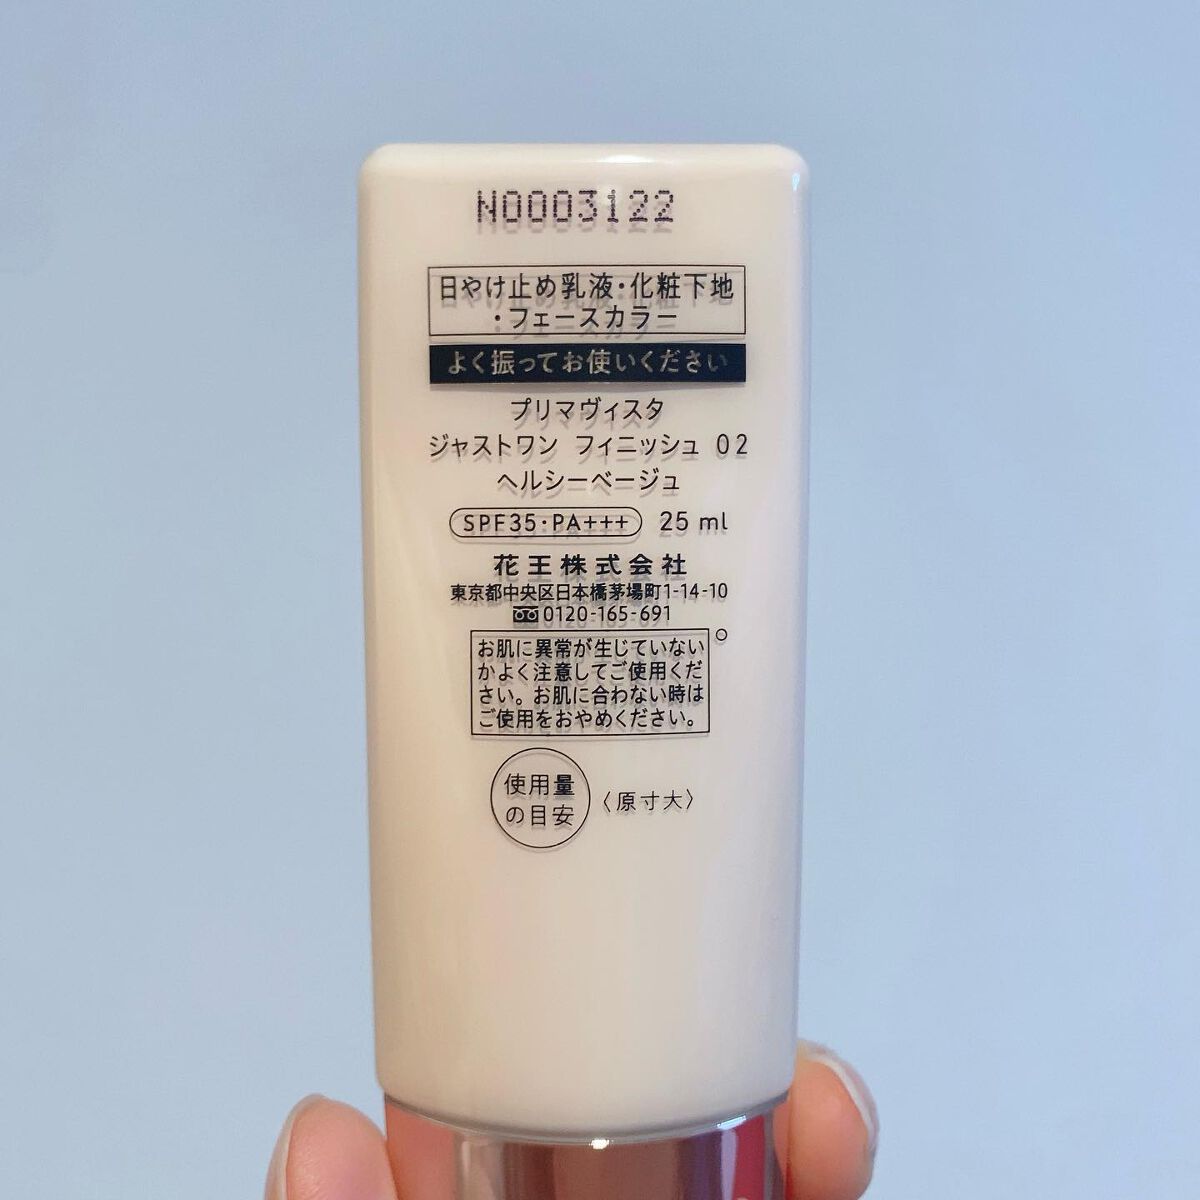 N0003122
日やけ止め乳液・化粧下地
・フェースカラー
よく振ってお使いください
プリマヴィスタ
ジャストワン フィニッシュ 02
ヘルシーベージュ
SPF35・PA+++ 25 ml
花王株式会社
東京都中央区日本橋茅場町1-14-10
0120-165-691
お肌に異常が生じていない
かよく注意してご使用くだ
さい。お肌に合わない時は
ご使用をおやめください。
使用量
の目安
〈原寸大〉